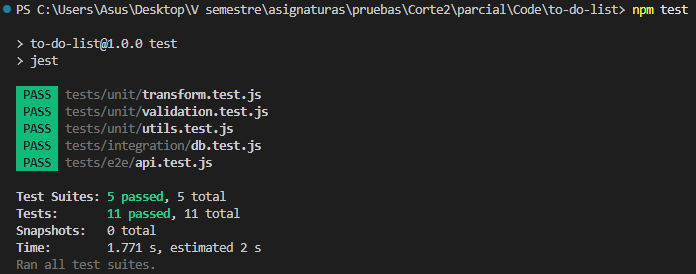 PS C:\Users\Asus\Desktop\V semestre\asignaturas\pruebas\Corte2\parcial\Code\to-do-list> npm test
> to-do-list@1.0.0 test
> jest
PASS tests/unit/transform.test.js
PASS tests/unit/validation.test.js
PASS tests/unit/utils.test.js
PASS tests/integration/db.test.js
PASS tests/e2e/api.test.js
Test Suites: 5 passed, 5 total
Tests: 11 passed, 11 total
Snapshots: 0 total
Time: 1.771 s, estimated 2 s
Ran all test suites.